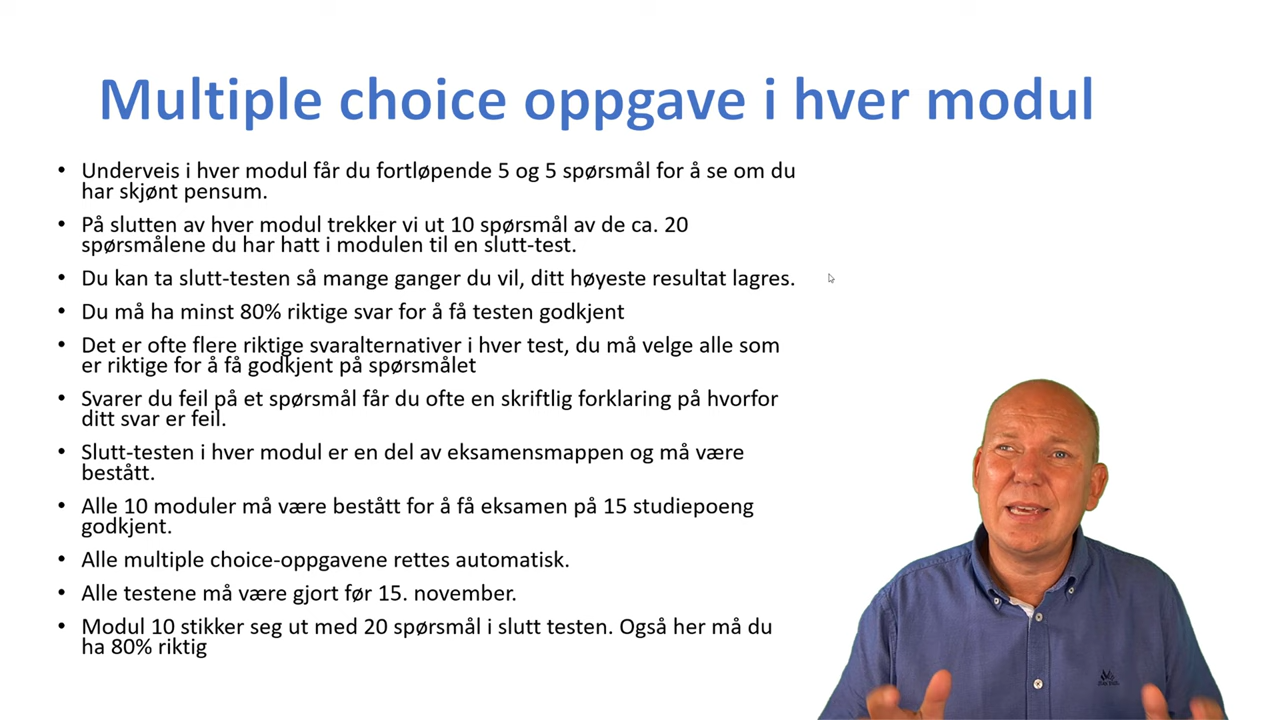 Multiple choice oppgave i hver modul
• Underveis i hver modul får du fortløpende 5 og 5 spørsmål for å se om du
har skjønt pensum.
• På slutten av hver modul trekker vi ut 10 spørsmål av de ca. 20
spørsmålene du har hatt i modulen til en slutt-test.
• Du kan ta slutt-testen så mange ganger du vil, ditt høyeste resultat lagres.
• Du må ha minst 80% riktige svar for å få testen godkjent
• Det er ofte flere riktige svaralternativer i hver test, du må velge alle som
er riktige for å få godkjent på spørsmålet
• Svarer du feil på et spørsmål får du ofte en skriftlig forklaring på hvorfor
ditt svar er feil.
• Slutt-testen i hver modul er en del av eksamensmappen og må være
bestått.
• Alle 10 moduler må være bestått for å få eksamen på 15 studiepoeng
godkjent.
• Alle multiple choice-oppgavene rettes automatisk.
• Alle testene må være gjort før 15. november.
• Modul 10 stikker seg ut med 20 spørsmål i slutt testen. Også her må du
ha 80% riktig